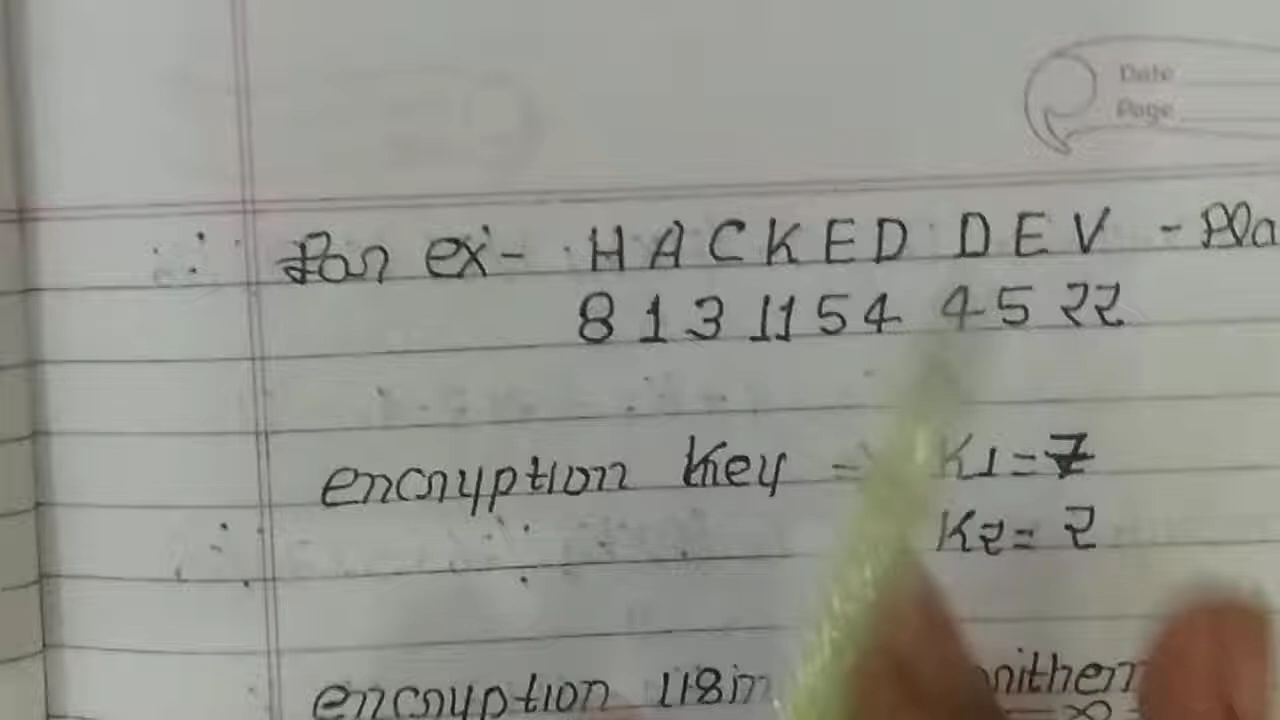 Date
Page
for ex- HACKED DEV - Pla
8 1 3 11 5 4 4 5 22
encryption key => K1=7
K2=2
encryption